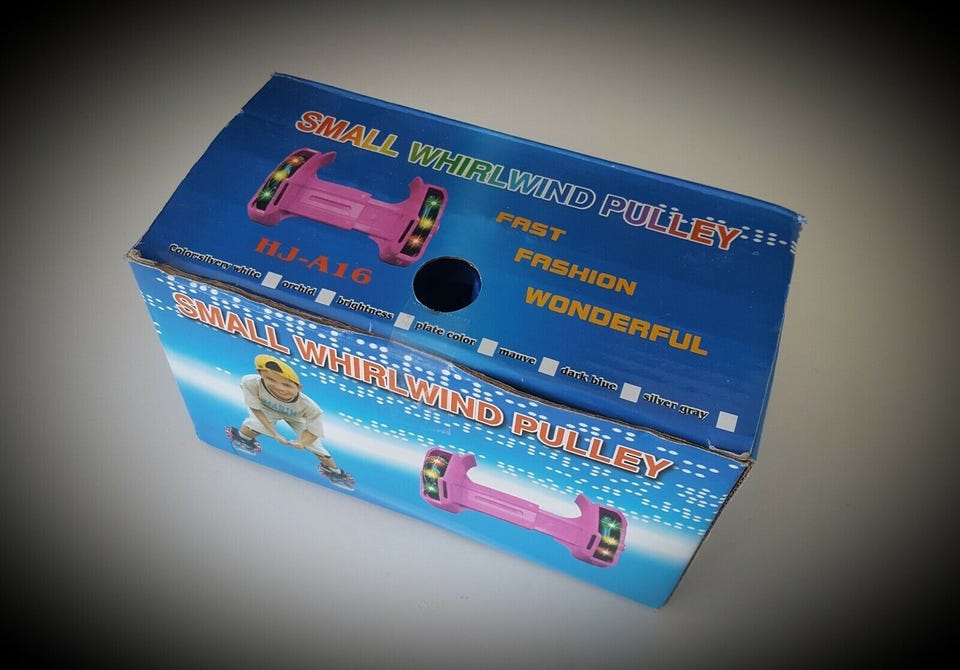 SMALL WHIRLWIND PULLEY
FAST
FASHION
WONDERFUL
HJ-A16
Color:silvery white orchid brightness plate color mauve dark blue silver gray
SMALL WHIRLWIND PULLEY